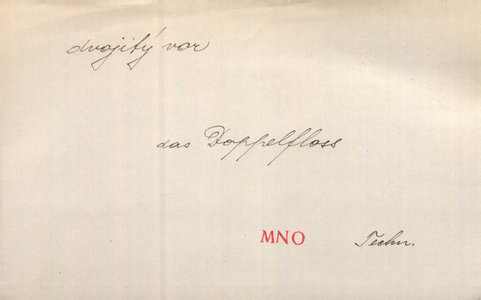 dvojitý vor
das Doppelfloss
MNO Techn.